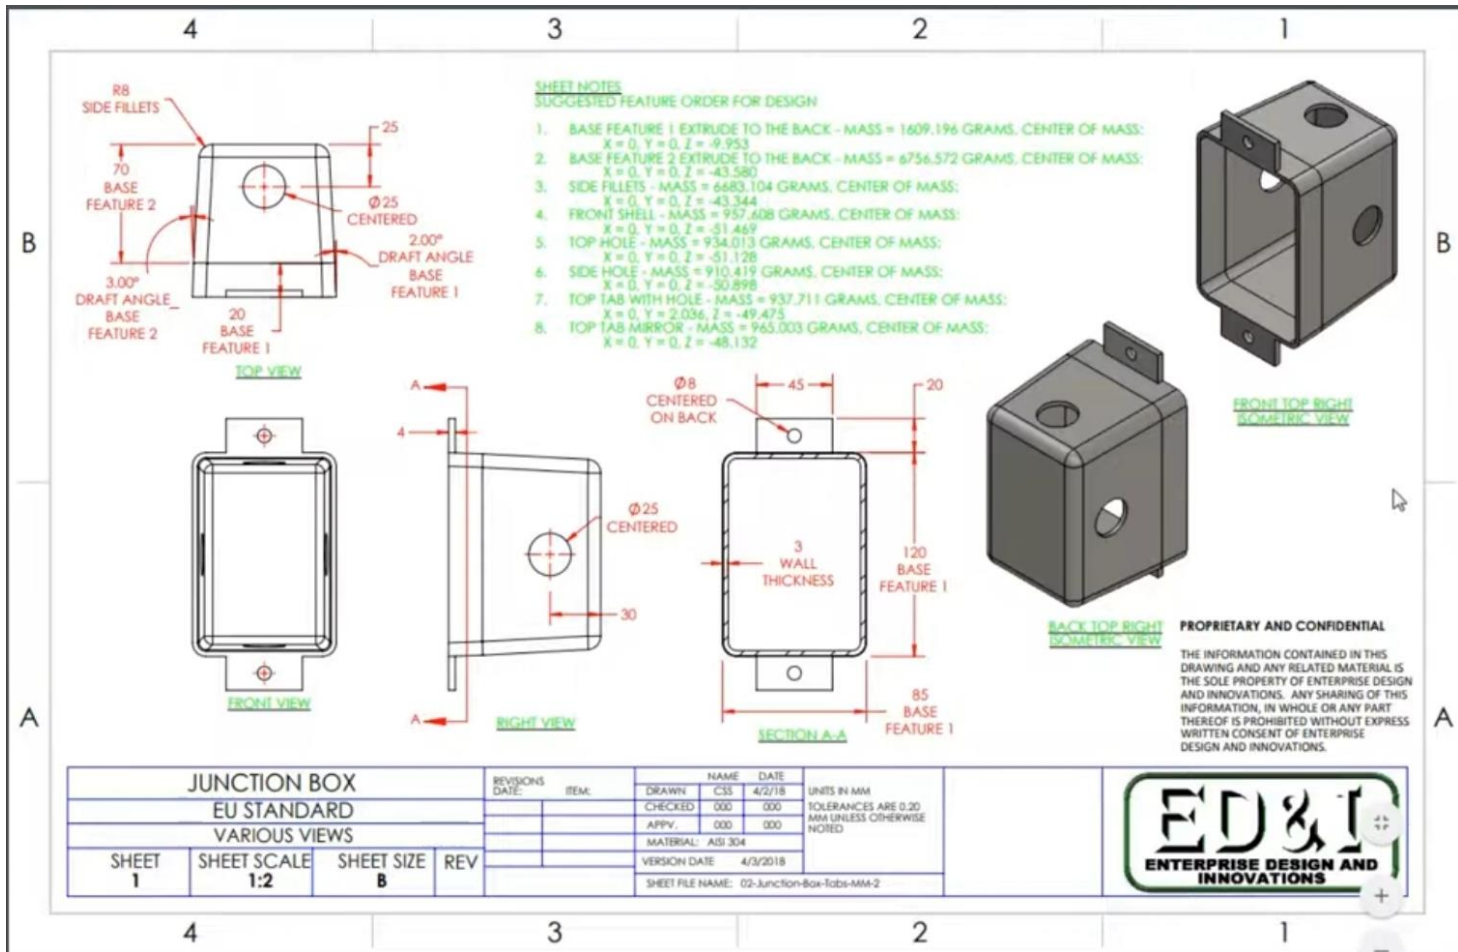 4
3
2
1
B
B
A
A
R8
SIDE FILLETS
25
70
BASE
FEATURE 2
Ø25
CENTERED
2.00°
DRAFT ANGLE
BASE
FEATURE 1
3.00°
DRAFT ANGLE
BASE
FEATURE 2
20
BASE
FEATURE 1
TOP VIEW
SHEET NOTES
SUGGESTED FEATURE ORDER FOR DESIGN
1. BASE FEATURE 1 EXTRUDE TO THE BACK - MASS = 1609.196 GRAMS, CENTER OF MASS:
X = 0, Y = 0, Z = -9.953
2. BASE FEATURE 2 EXTRUDE TO THE BACK - MASS = 6756.572 GRAMS, CENTER OF MASS:
X = 0, Y = 0, Z = -43.580
3. SIDE FILLETS - MASS = 6683.104 GRAMS, CENTER OF MASS:
X = 0, Y = 0, Z = -43.344
4. FRONT SHELL - MASS = 957.608 GRAMS, CENTER OF MASS:
X = 0, Y = 0, Z = -51.469
5. TOP HOLE - MASS = 934.013 GRAMS, CENTER OF MASS:
X = 0, Y = 0, Z = -51.128
6. SIDE HOLE - MASS = 910.419 GRAMS, CENTER OF MASS:
X = 0, Y = 0, Z = -50.898
7. TOP TAB WITH HOLE - MASS = 937.711 GRAMS, CENTER OF MASS:
X = 0, Y = 2.036, Z = -49.475
8. TOP TAB MIRROR - MASS = 965.003 GRAMS, CENTER OF MASS:
X = 0, Y = 0, Z = -48.132
FRONT TOP RIGHT
ISOMETRIC VIEW
FRONT VIEW
A
4
Ø25
CENTERED
30
A
RIGHT VIEW
Ø8
CENTERED
ON BACK
45
20
3
WALL
THICKNESS
120
BASE
FEATURE 1
85
BASE
FEATURE 1
SECTION A-A
BACK TOP RIGHT
ISOMETRIC VIEW
PROPRIETARY AND CONFIDENTIAL
THE INFORMATION CONTAINED IN THIS
DRAWING AND ANY RELATED MATERIAL IS
THE SOLE PROPERTY OF ENTERPRISE DESIGN
AND INNOVATIONS. ANY SHARING OF THIS
INFORMATION, IN WHOLE OR ANY PART
THEREOF IS PROHIBITED WITHOUT EXPRESS
WRITTEN CONSENT OF ENTERPRISE
DESIGN AND INNOVATIONS.
JUNCTION BOX
EU STANDARD
VARIOUS VIEWS
SHEET
1
SHEET SCALE
1:2
SHEET SIZE
B
REV
REVISIONS
DATE: ITEM:
NAME DATE
DRAWN CSS 4/2/18
CHECKED 000 000
APPV. 000 000
MATERIAL: AISI 304
VERSION DATE 4/3/2018
SHEET FILE NAME: 02-Junction-Box-Tabs-MM-2
UNITS IN MM
TOLERANCES ARE 0.20
MM UNLESS OTHERWISE
NOTED
ED&I
ENTERPRISE DESIGN AND
INNOVATIONS
4
3
2
1